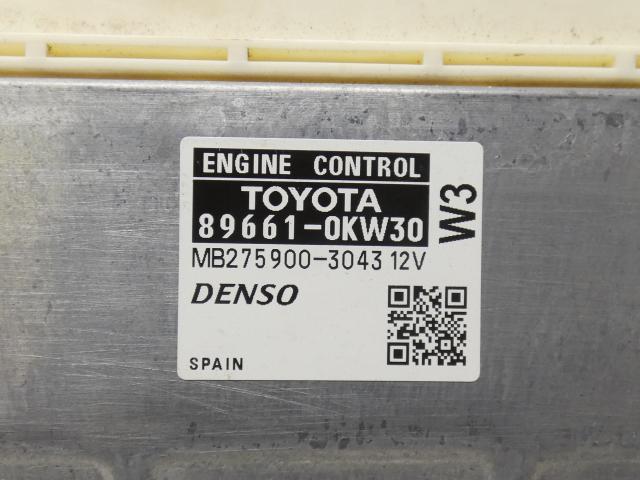 ENGINE CONTROL
TOYOTA
89661-0KW30
W3
MB275900-3043 12V
DENSO
SPAIN